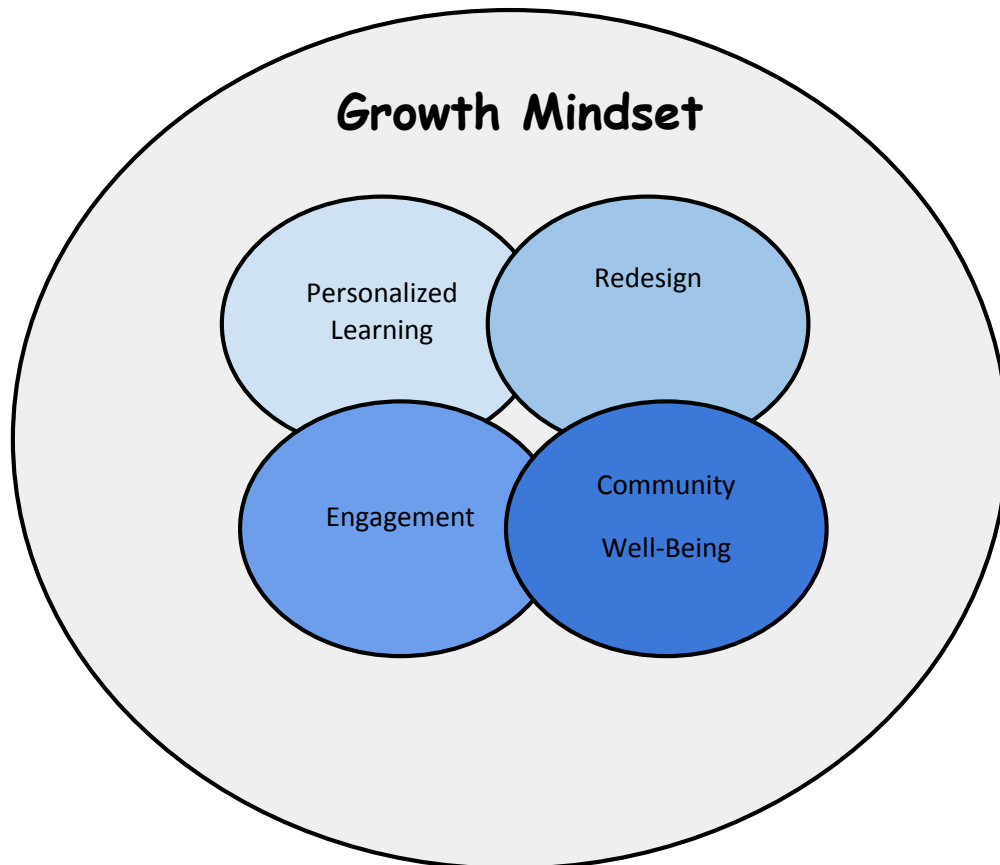 Growth Mindset
Personalized
Learning
Redesign
Engagement
Community
Well-Being